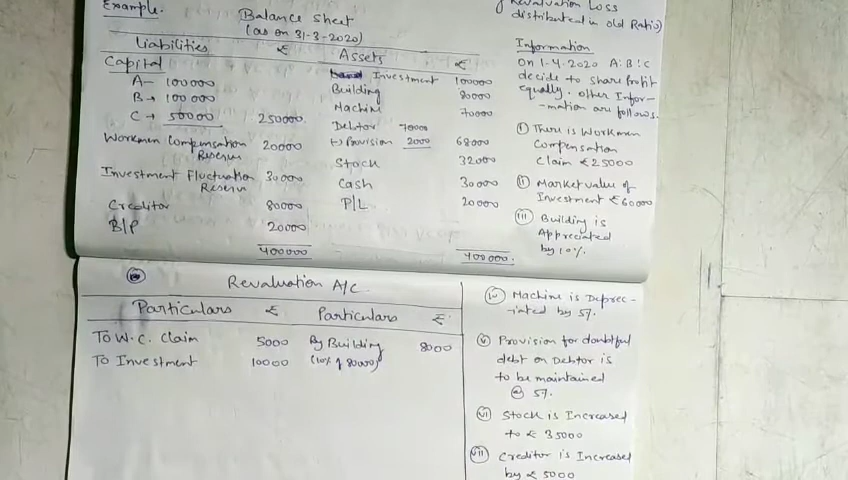 Example.
Balance Sheet
(as on 31-3-2020)
Liabilities ₹ Assets ₹
Capital
A- 100000
B→ 100000
C→ 50000 250000
Workmen Compensation 20000
Reserve
Investment Fluctuation 30000
Reserve
Creditor 80000
B/P 20000
400000
Investment 100000
Building 80000
Machine 70000
Debtor 70000
(-) Provision 2000 68000
Stock 32000
Cash 30000
P/L 20000
400000.
Revaluation Loss
distributed in old Ratio)
Information
On 1-4-2020 A:B:C
decide to share Profit
equally. Other Infor-
-mation are follows.
(i) There is Workmen
Compensation
Claim ₹25000
(ii) Market value of
Investment ₹60000
(iii) Building is
Appreciated
by 10%.
Revaluation A/C
Particulars ₹ Particulars ₹
To W.C. Claim 5000 By Building 8000
To Investment 10000 (10% of 80000)
(iv) Machine is Deprec-
-iated by 5%.
(v) Provision for doubtful
debt on Debtor is
to be maintained
@ 5%.
(vi) Stock is Increased
to ₹ 35000
(vii) Creditor is Increased
by ₹ 5000